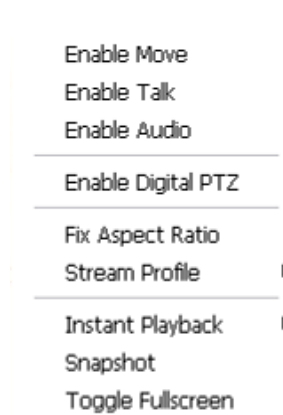 Enable Move
Enable Talk
Enable Audio
Enable Digital PTZ
Fix Aspect Ratio
Stream Profile
Instant Playback
Snapshot
Toggle Fullscreen